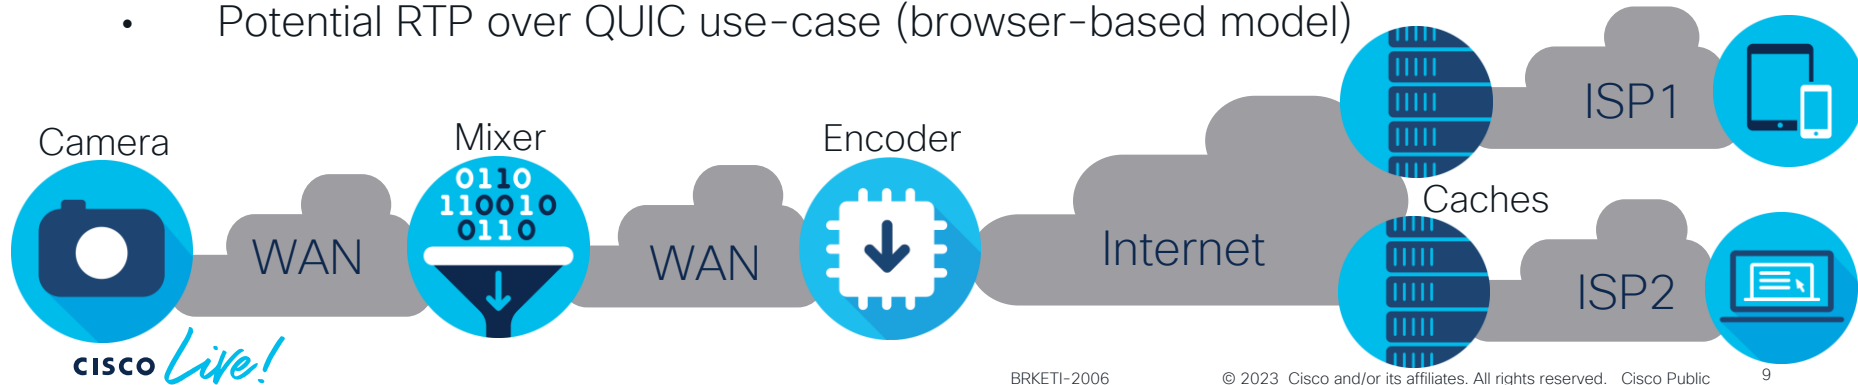 • Potential RTP over QUIC use-case (browser-based model)
Camera
Mixer
Encoder
0110
110010
0110
WAN
WAN
Internet
Caches
ISP1
ISP2
CISCO Live!
BRKETI-2006
© 2023 Cisco and/or its affiliates. All rights reserved. Cisco Public
9